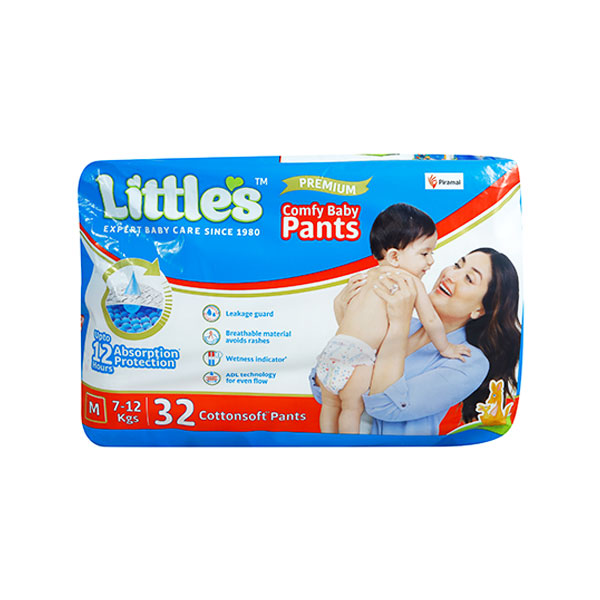 Little's™
EXPERT BABY CARE SINCE 1980
PREMIUM
Comfy Baby
Pants
Piramal
Upto
12
Hours
Absorption
Protection*
Leakage guard
Breathable material
avoids rashes
Wetness indicator*
ADL technology
for even flow
M
7-12
Kgs
32 Cottonsoft Pants